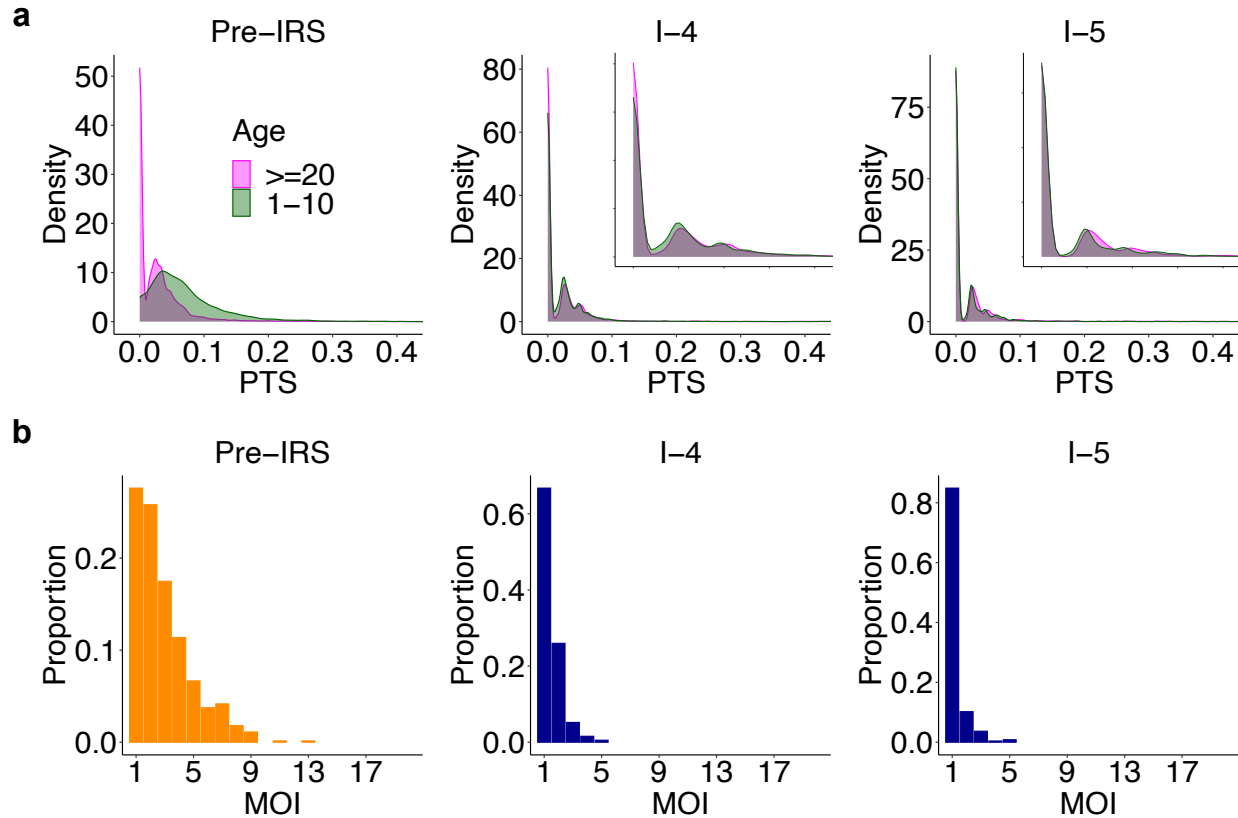 a
Pre−IRS
I−4
I−5
Density
50
40
30
20
10
0
Age
>=20
1−10
0.0 0.1 0.2 0.3 0.4
PTS
Density
80
60
40
20
0
0.0 0.1 0.2 0.3 0.4
PTS
Density
75
50
25
0
0.0 0.1 0.2 0.3 0.4
PTS
b
Pre−IRS
I−4
I−5
Proportion
0.2
0.1
0.0
1 5 9 13 17
MOI
Proportion
0.6
0.4
0.2
0.0
1 5 9 13 17
MOI
Proportion
0.8
0.6
0.4
0.2
0.0
1 5 9 13 17
MOI